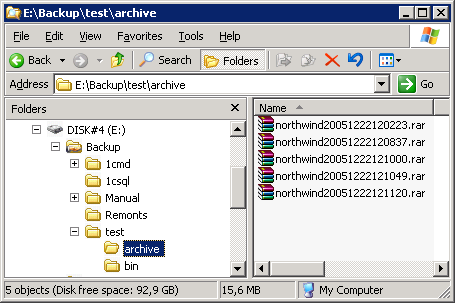 E:\Backup\test\archive
File Edit View Favorites Tools Help
Back Search Folders
Address E:\Backup\test\archive Go
Folders
DISK#4 (E:)
Backup
1cmd
1csql
Manual
Remonts
test
archive
bin
Name
northwind20051222120223.rar
northwind20051222120837.rar
northwind20051222121000.rar
northwind20051222121049.rar
northwind20051222121120.rar
5 objects (Disk free space: 92,9 GB) 15,6 MB My Computer